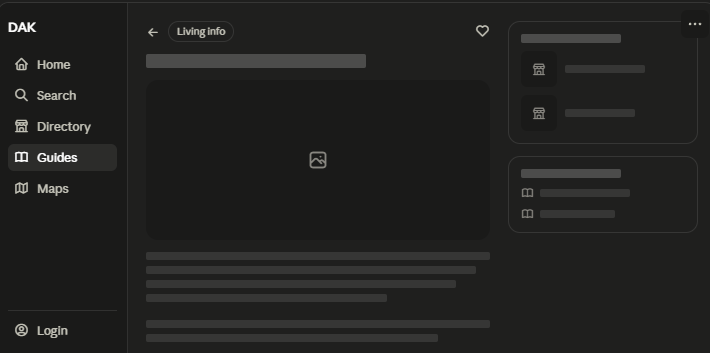 DAK
Home
Search
Directory
Guides
Maps
Login
Living info